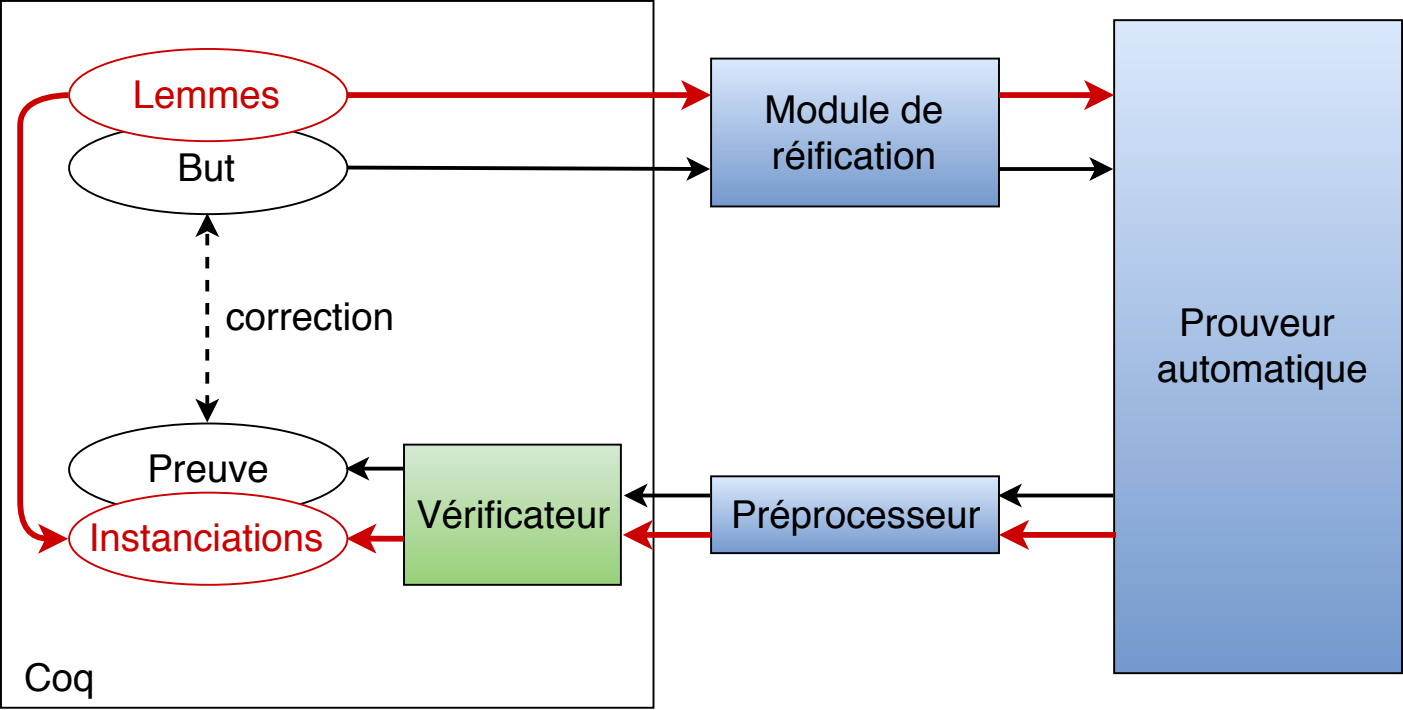 Lemmes
But
Module de
réification
correction
Prouveur
automatique
Preuve
Instanciations
Vérificateur
Préprocesseur
Coq